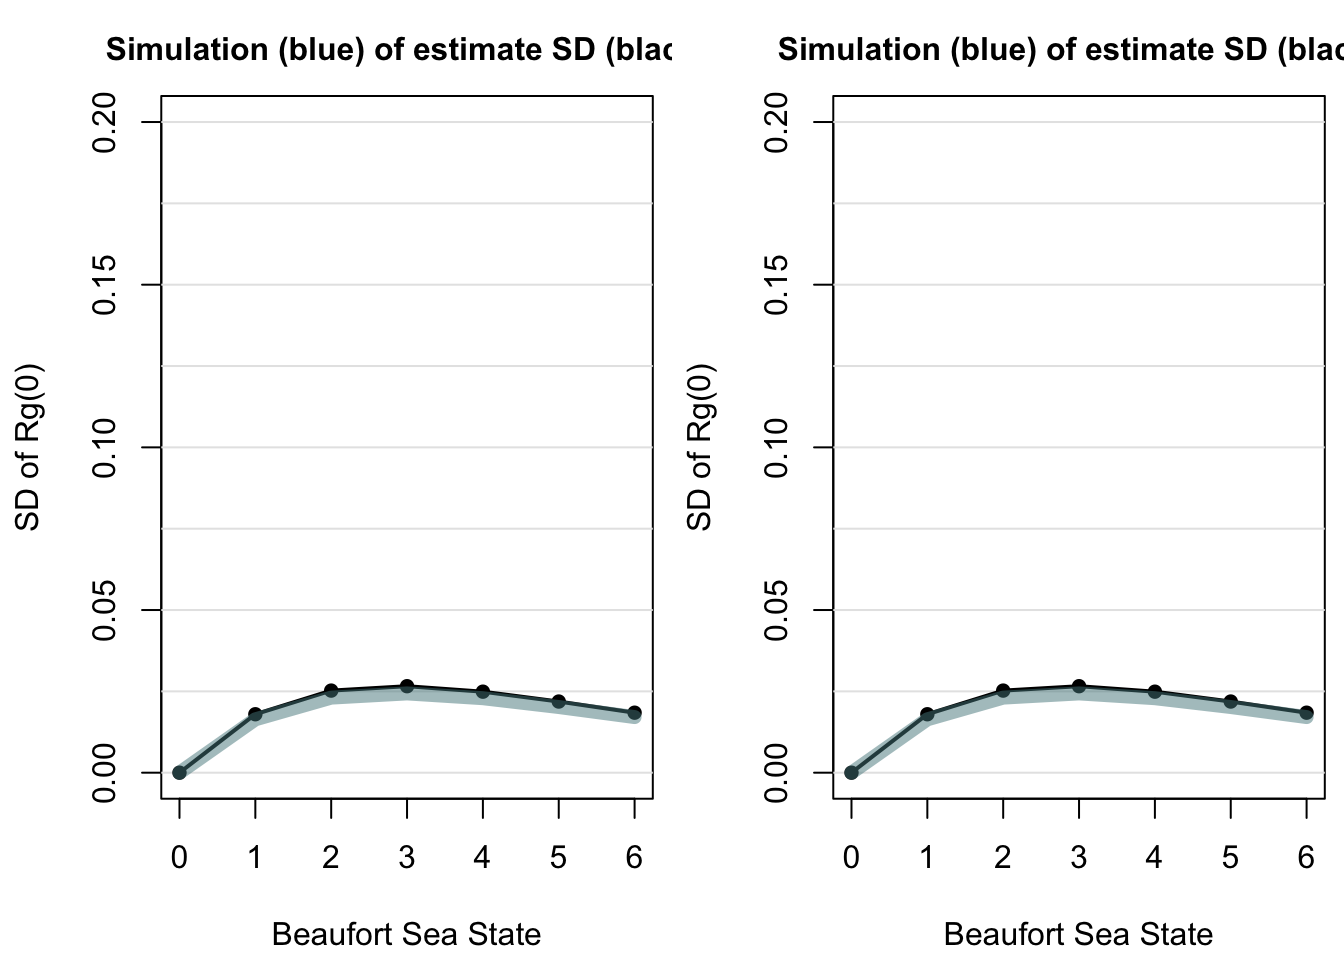 Simulation (blue) of estimate SD (blac
SD of Rg(0)
0.20
0.15
0.10
0.05
0.00
0 1 2 3 4 5 6
Beaufort Sea State
Simulation (blue) of estimate SD (blac
SD of Rg(0)
0.20
0.15
0.10
0.05
0.00
0 1 2 3 4 5 6
Beaufort Sea State